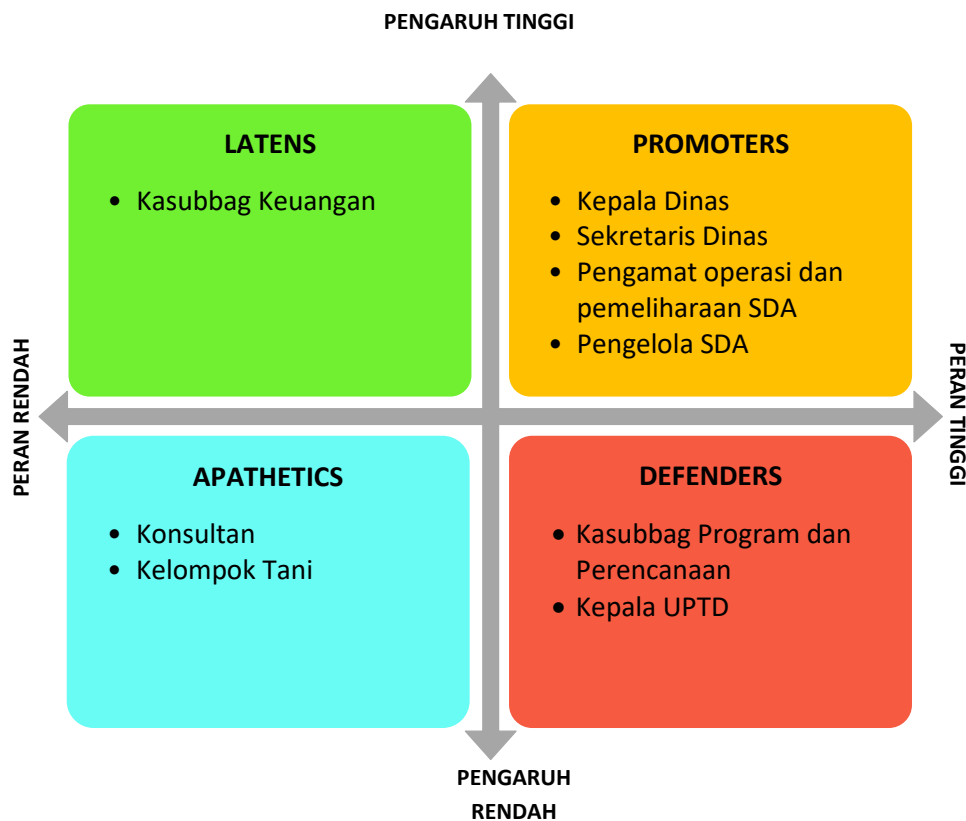 PENGARUH TINGGI
LATENS
• Kasubbag Keuangan
PROMOTERS
• Kepala Dinas
• Sekretaris Dinas
• Pengamat operasi dan
pemeliharaan SDA
• Pengelola SDA
PERAN RENDAH
PERAN TINGGI
APATHETICS
• Konsultan
• Kelompok Tani
DEFENDERS
• Kasubbag Program dan
Perencanaan
• Kepala UPTD
PENGARUH
RENDAH